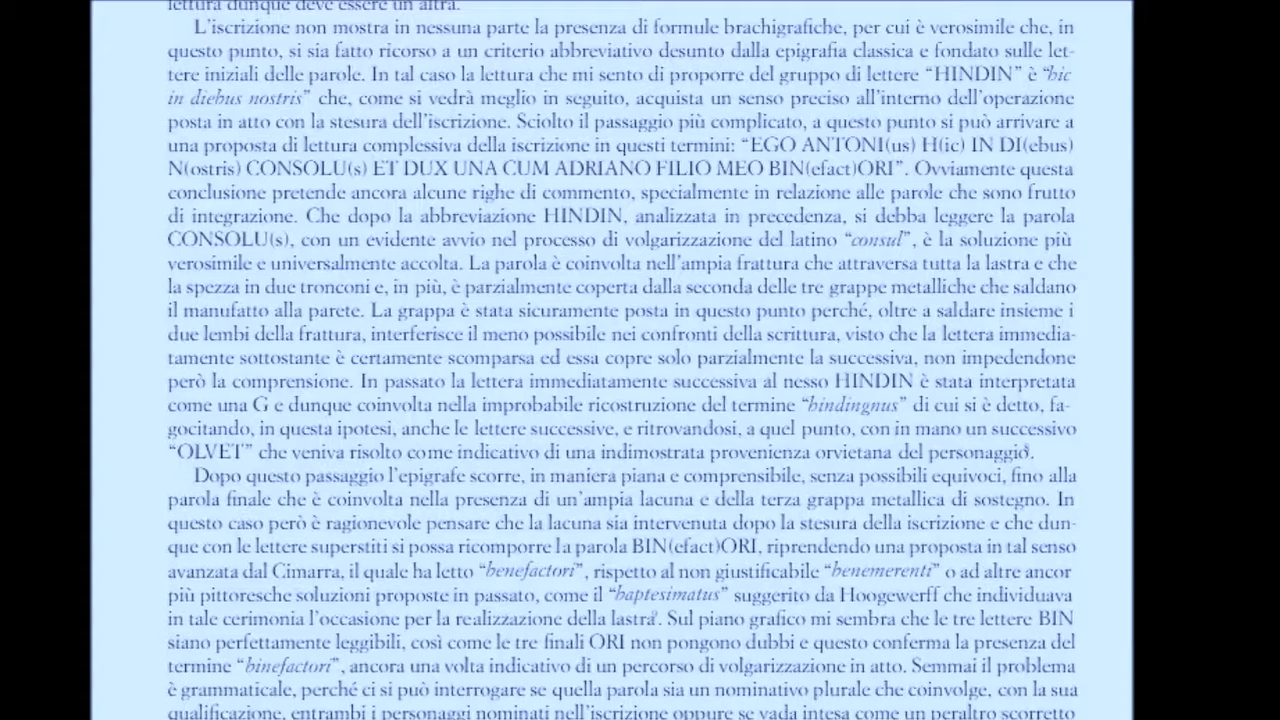 lettura dunque deve essere un'altra.
L'iscrizione non mostra in nessuna parte la presenza di formule brachigrafiche, per cui è verosimile che, in
questo punto, si sia fatto ricorso a un criterio abbreviativo desunto dalla epigrafia classica e fondato sulle let-
tere iniziali delle parole. In tal caso la lettura che mi sento di proporre del gruppo di lettere “HINDIN” è “hic
in diebus nostris” che, come si vedrà meglio in seguito, acquista un senso preciso all'interno dell'operazione
posta in atto con la stesura dell'iscrizione. Sciolto il passaggio più complicato, a questo punto si può arrivare a
una proposta di lettura complessiva della iscrizione in questi termini: “EGO ANTONI(us) H(ic) IN DI(ebus)
N(ostris) CONSOLU(s) ET DUX UNA CUM ADRIANO FILIO MEO BIN(efact)ORI”. Ovviamente questa
conclusione pretende ancora alcune righe di commento, specialmente in relazione alle parole che sono frutto
di integrazione. Che dopo la abbreviazione HINDIN, analizzata in precedenza, si debba leggere la parola
CONSOLU(s), con un evidente avvio nel processo di volgarizzazione del latino “consul”, è la soluzione più
verosimile e universalmente accolta. La parola è coinvolta nell'ampia frattura che attraversa tutta la lastra e che
la spezza in due tronconi e, in più, è parzialmente coperta dalla seconda delle tre grappe metalliche che saldano
il manufatto alla parete. La grappa è stata sicuramente posta in questo punto perché, oltre a saldare insieme i
due lembi della frattura, interferisce il meno possibile nei confronti della scrittura, visto che la lettera immedia-
tamente sottostante è certamente scomparsa ed essa copre solo parzialmente la successiva, non impedendone
però la comprensione. In passato la lettera immediatamente successiva al nesso HINDIN è stata interpretata
come una G e dunque coinvolta nella improbabile ricostruzione del termine “hindingnus” di cui si è detto, fa-
gocitando, in questa ipotesi, anche le lettere successive, e ritrovandosi, a quel punto, con in mano un successivo
“OLVET” che veniva risolto come indicativo di una indimostrata provenienza orvietana del personaggio.
Dopo questo passaggio l'epigrafe scorre, in maniera piana e comprensibile, senza possibili equivoci, fino alla
parola finale che è coinvolta nella presenza di un'ampia lacuna e della terza grappa metallica di sostegno. In
questo caso però è ragionevole pensare che la lacuna sia intervenuta dopo la stesura della iscrizione e che dun-
que con le lettere superstiti si possa ricomporre la parola BIN(efact)ORI, riprendendo una proposta in tal senso
avanzata dal Cimarra, il quale ha letto “benefactori”, rispetto al non giustificabile “benemerenti” o ad altre ancor
più pittoresche soluzioni proposte in passato, come il “baptesimatus” suggerito da Hoogewerff che individuava
in tale cerimonia l'occasione per la realizzazione della lastra. Sul piano grafico mi sembra che le tre lettere BIN
siano perfettamente leggibili, così come le tre finali ORI non pongono dubbi e questo conferma la presenza del
termine “binefactori”, ancora una volta indicativo di un percorso di volgarizzazione in atto. Semmai il problema
è grammaticale, perché ci si può interrogare se quella parola sia un nominativo plurale che coinvolge, con la sua
qualificazione, entrambi i personaggi nominati nell'iscrizione oppure se vada intesa come un peraltro scorretto